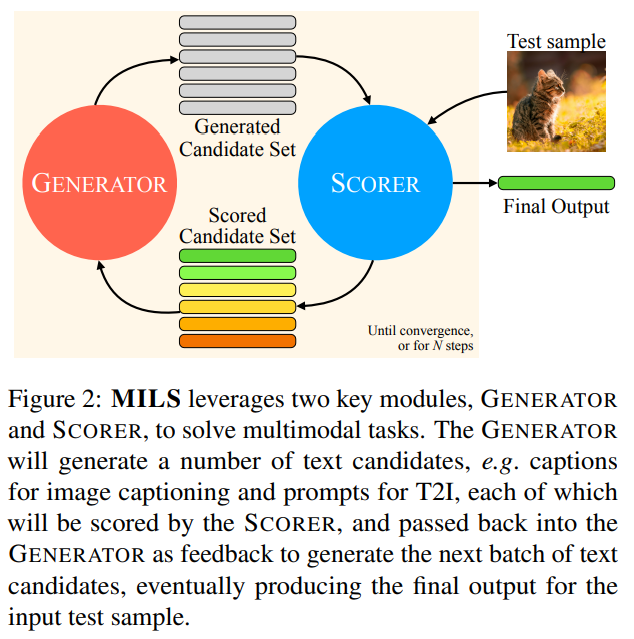 Test sample
Generated
Candidate Set
GENERATOR
SCORER
Final Output
Scored
Candidate Set
Until convergence,
or for N steps
Figure 2: MILS leverages two key modules, GENERATOR
and SCORER, to solve multimodal tasks. The GENERATOR
will generate a number of text candidates, e.g. captions
for image captioning and prompts for T2I, each of which
will be scored by the SCORER, and passed back into the
GENERATOR as feedback to generate the next batch of text
candidates, eventually producing the final output for the
input test sample.